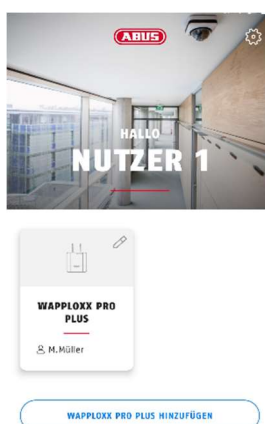 ABUS
HALLO
NUTZER 1
WAPPLOXX PRO
PLUS
M.Müller
WAPPLOXX PRO PLUS HINZUFÜGEN